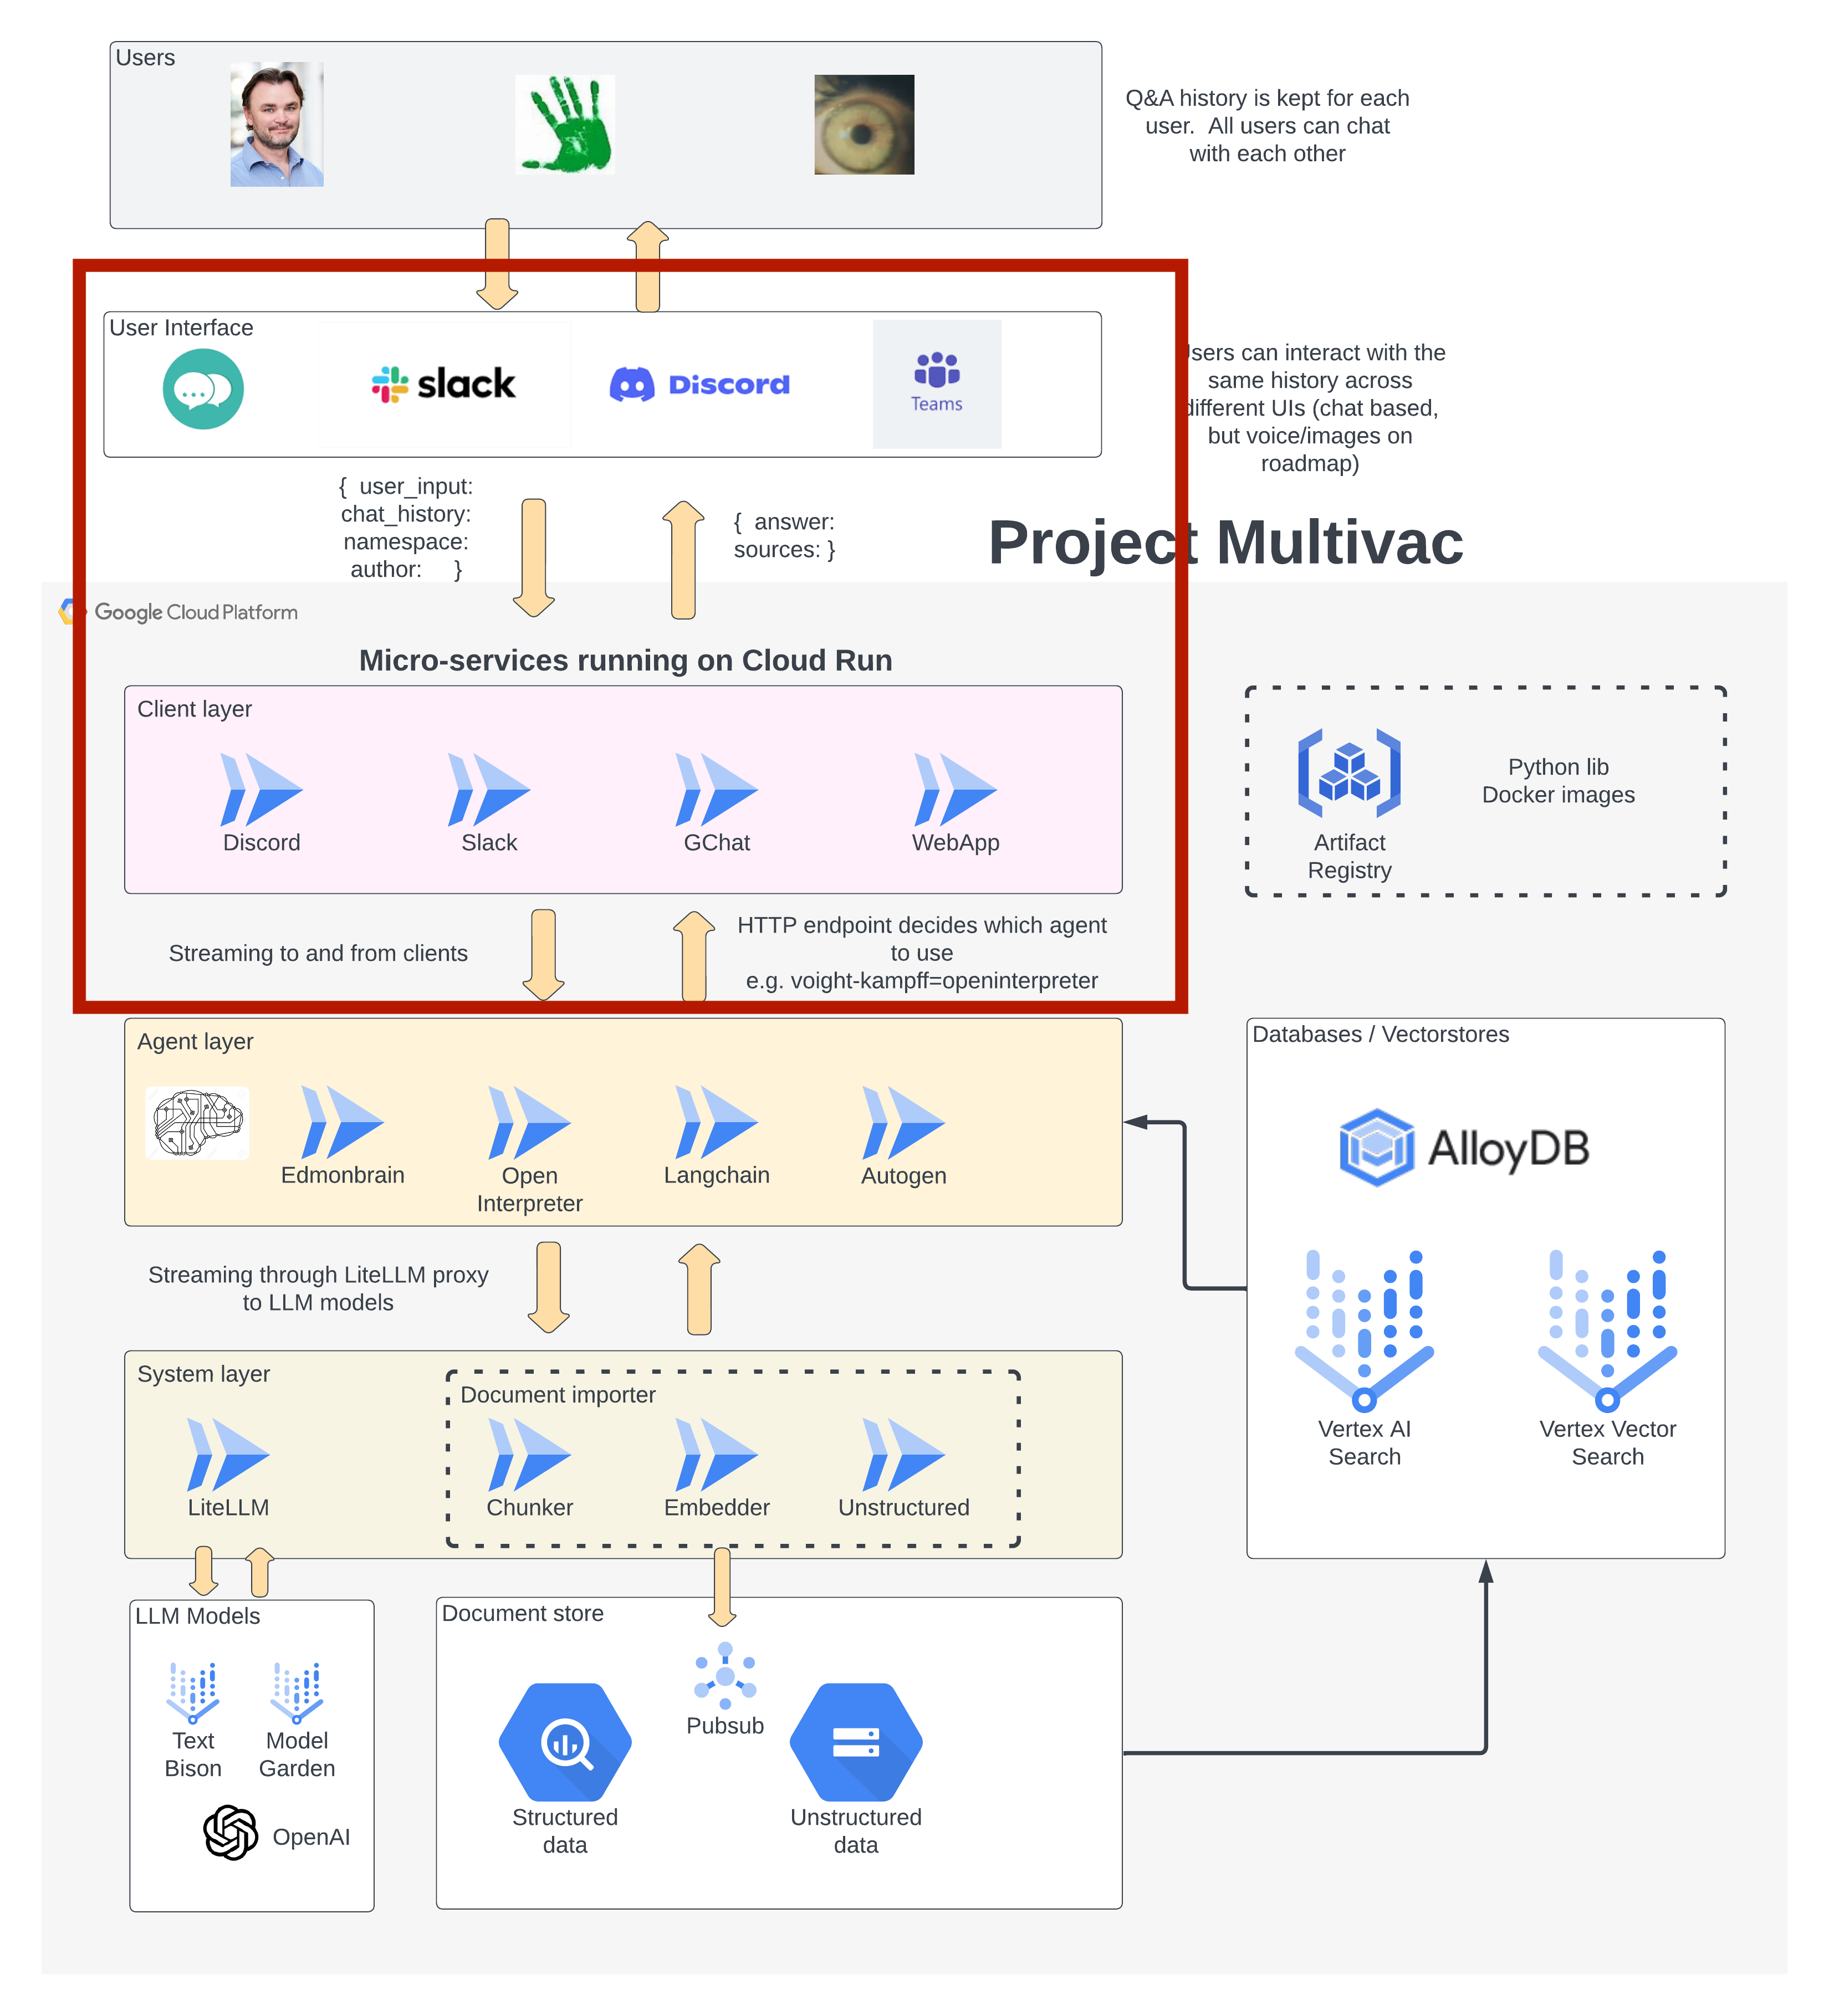 Users
Q&A history is kept for each
user.  All users can chat
with each other
User Interface
slack
Discord
Teams
Users can interact with the
same history across
different UIs (chat based,
but voice/images on
roadmap)
{  user_input:
chat_history:
namespace:
author:     }
{  answer:
sources: }
Project Multivac
Google Cloud Platform
Micro-services running on Cloud Run
Client layer
Discord
Slack
GChat
WebApp
Artifact
Registry
Python lib
Docker images
Streaming to and from clients
HTTP endpoint decides which agent
to use
e.g. voight-kampff=openinterpreter
Agent layer
Edmonbrain
Open
Interpreter
Langchain
Autogen
Databases / Vectorstores
AlloyDB
Vertex AI
Search
Vertex Vector
Search
Streaming through LiteLLM proxy
to LLM models
System layer
LiteLLM
Document importer
Chunker
Embedder
Unstructured
LLM Models
Text
Bison
Model
Garden
OpenAI
Document store
Pubsub
Structured
data
Unstructured
data